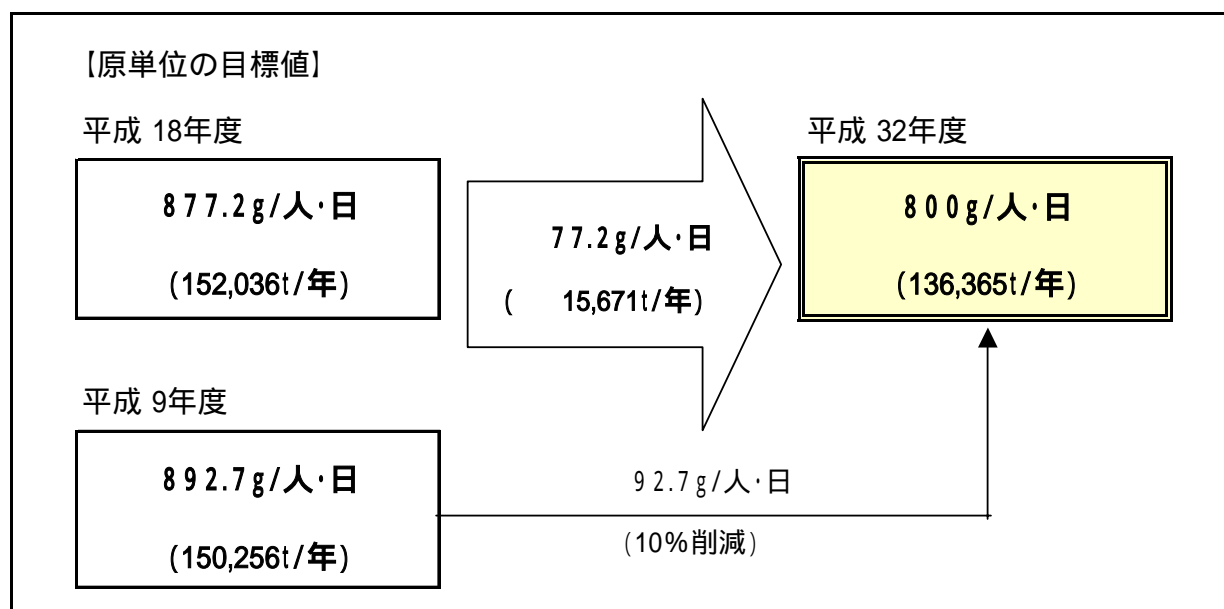 【原単位の目標値】
平成 18年度
877.2g/人・日
(152,036t/年)
77.2g/人・日
( 15,671t/年)
平成 32年度
800g/人・日
(136,365t/年)
平成 9年度
892.7g/人・日
(150,256t/年)
92.7g/人・日
(10%削減)